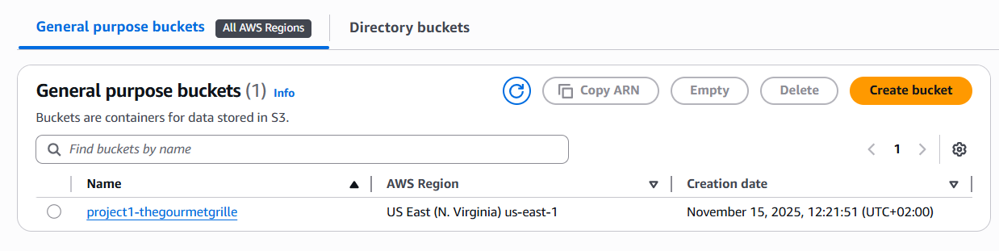 General purpose buckets All AWS Regions Directory buckets
General purpose buckets (1) Info Copy ARN Empty Delete Create bucket
Buckets are containers for data stored in S3.
Find buckets by name 1
Name AWS Region Creation date
project1-thegourmetgrille US East (N. Virginia) us-east-1 November 15, 2025, 12:21:51 (UTC+02:00)